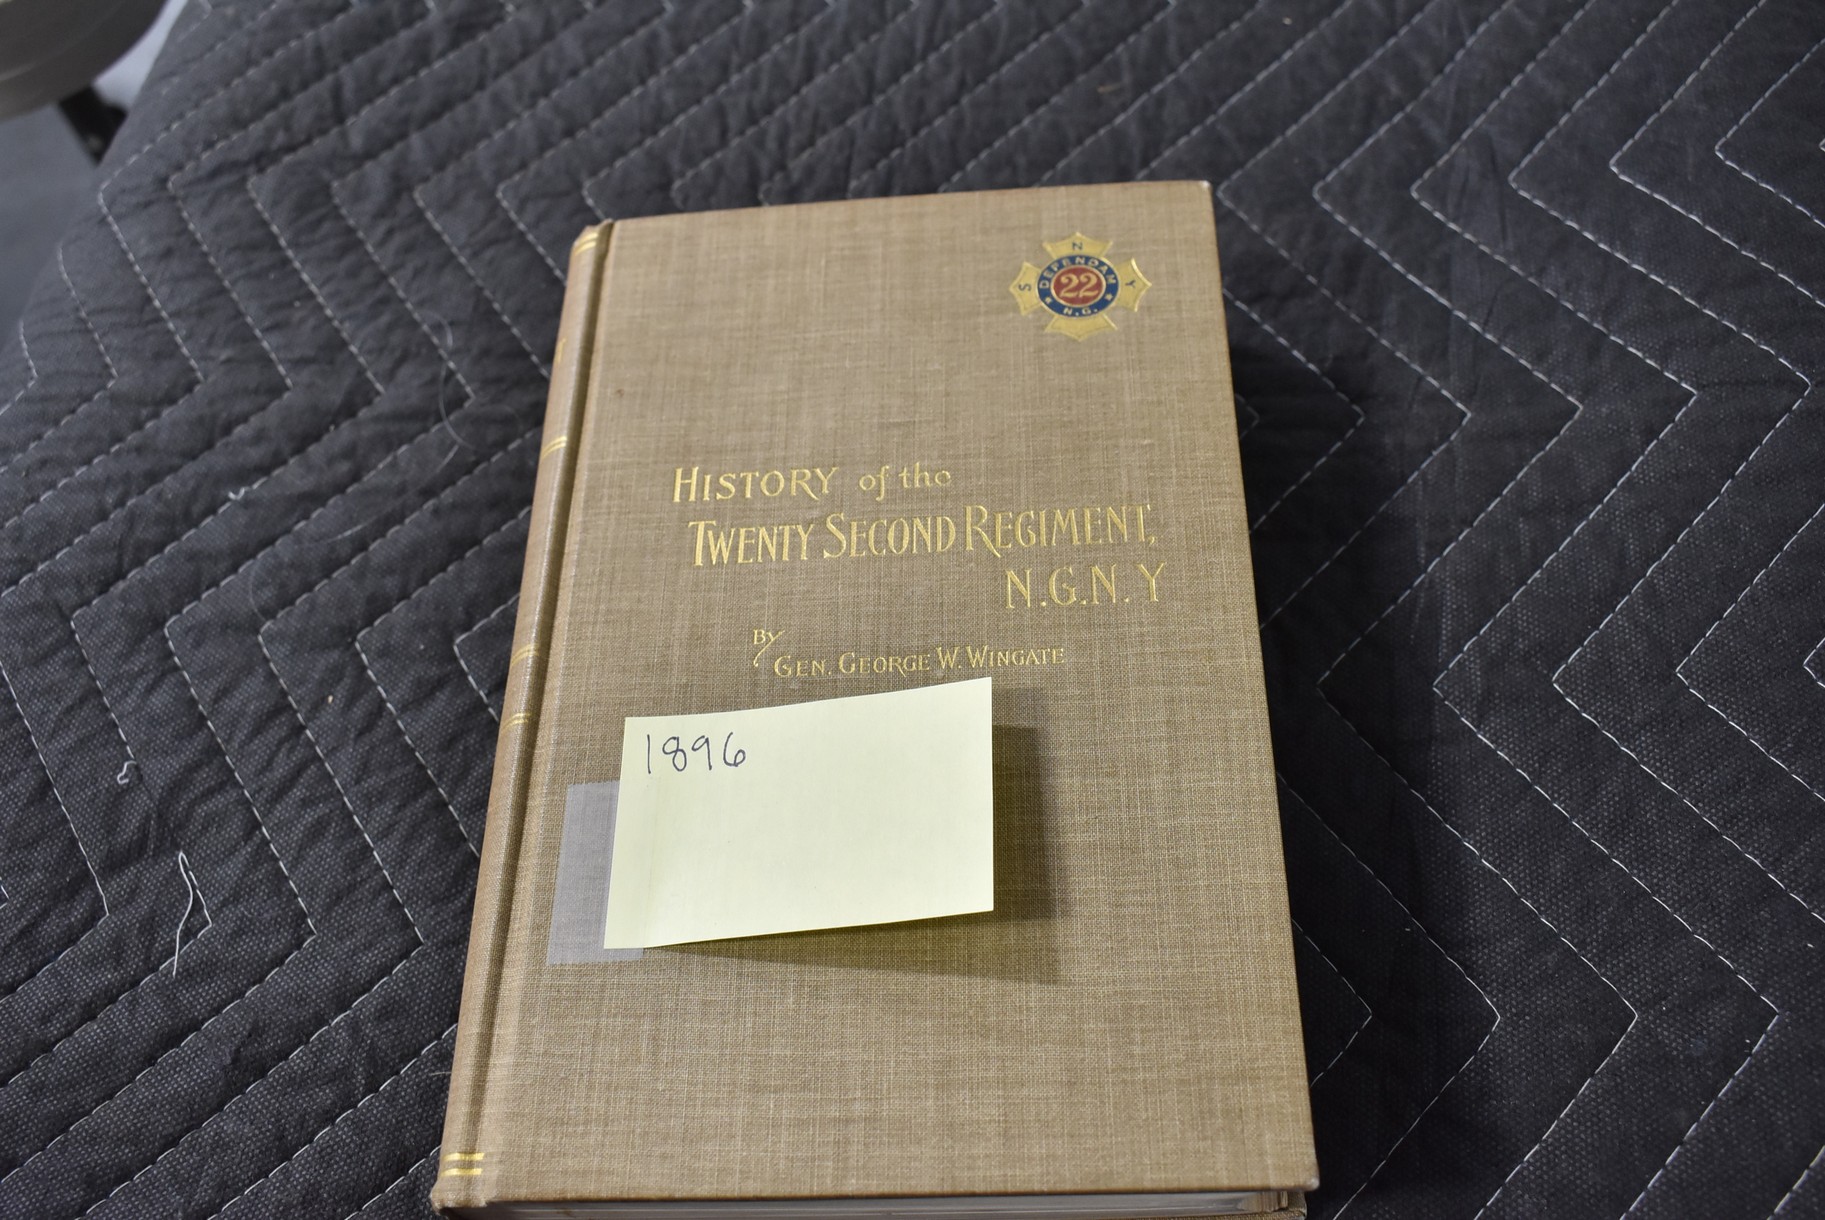 N
S DEFENDAM Y
22
★ N.G. ★
HISTORY of the
TWENTY SECOND REGIMENT,
N.G.N.Y
By
GEN. GEORGE W. WINGATE
1896